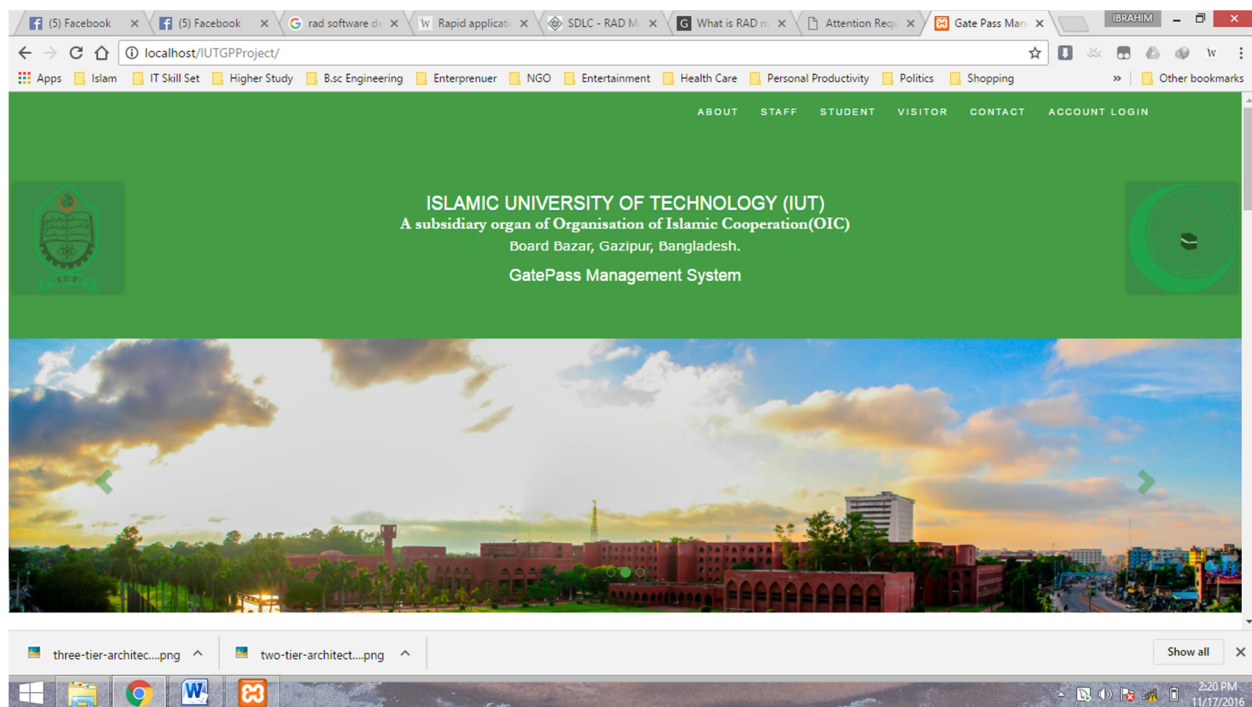 (5) Facebook
(5) Facebook
rad software de
Rapid applicati
SDLC - RAD M
What is RAD m
Attention Requ
Gate Pass Man
IBRAHIM
localhost/IUTGPProject/
Apps Islam IT Skill Set Higher Study B.sc Engineering Enterprenuer NGO Entertainment Health Care Personal Productivity Politics Shopping » Other bookmarks
ABOUT STAFF STUDENT VISITOR CONTACT ACCOUNT LOGIN
ISLAMIC UNIVERSITY OF TECHNOLOGY (IUT)
A subsidiary organ of Organisation of Islamic Cooperation(OIC)
Board Bazar, Gazipur, Bangladesh.
GatePass Management System
I U T
three-tier-architec....png
two-tier-architect....png
Show all
2:20 PM
11/17/2016